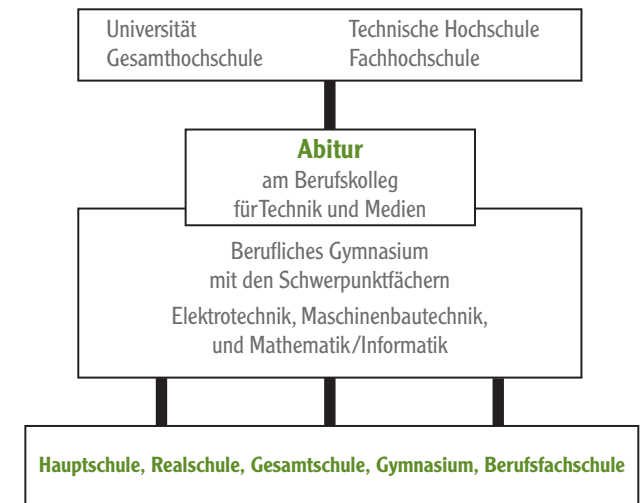 Universität Technische Hochschule
Gesamthochschule Fachhochschule
Abitur
am Berufskolleg
fürTechnik und Medien
Berufliches Gymnasium
mit den Schwerpunktfächern
Elektrotechnik, Maschinenbautechnik,
und Mathematik/Informatik
Hauptschule, Realschule, Gesamtschule, Gymnasium, Berufsfachschule